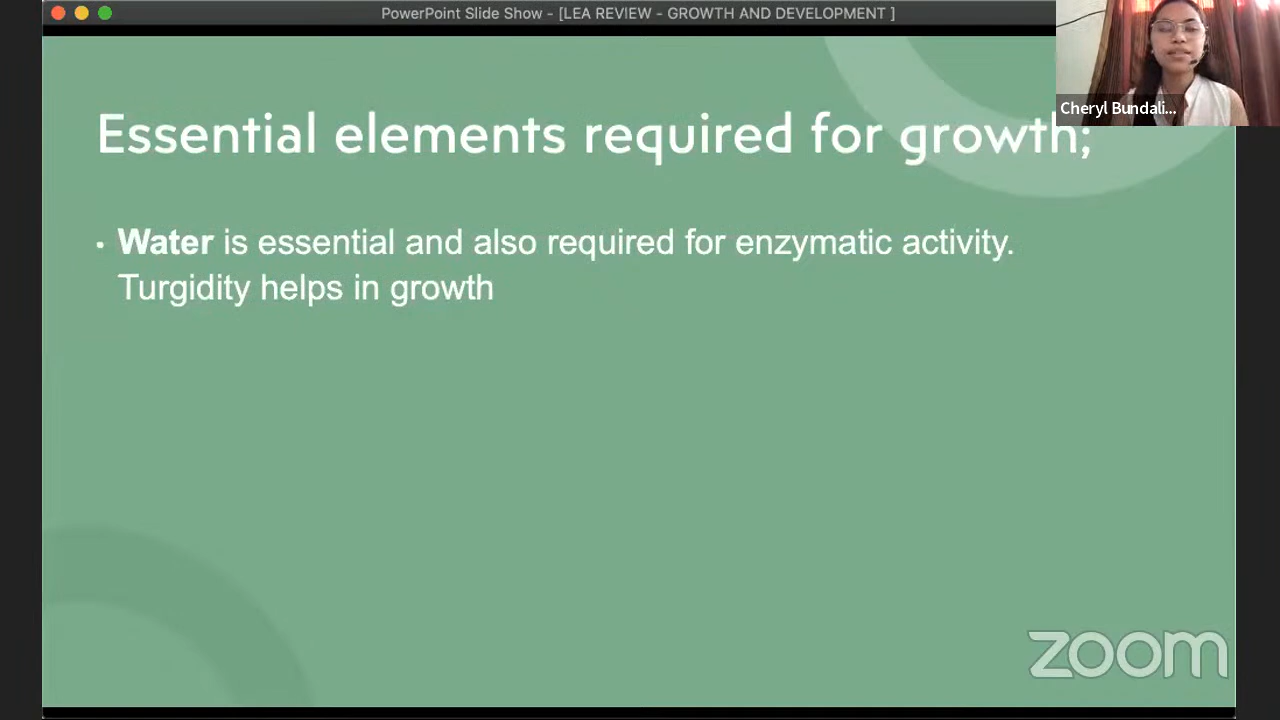 PowerPoint Slide Show - [LEA REVIEW - GROWTH AND DEVELOPMENT ]
Cheryl Bundali...
Essential elements required for growth;
• Water is essential and also required for enzymatic activity.
Turgidity helps in growth
zoom